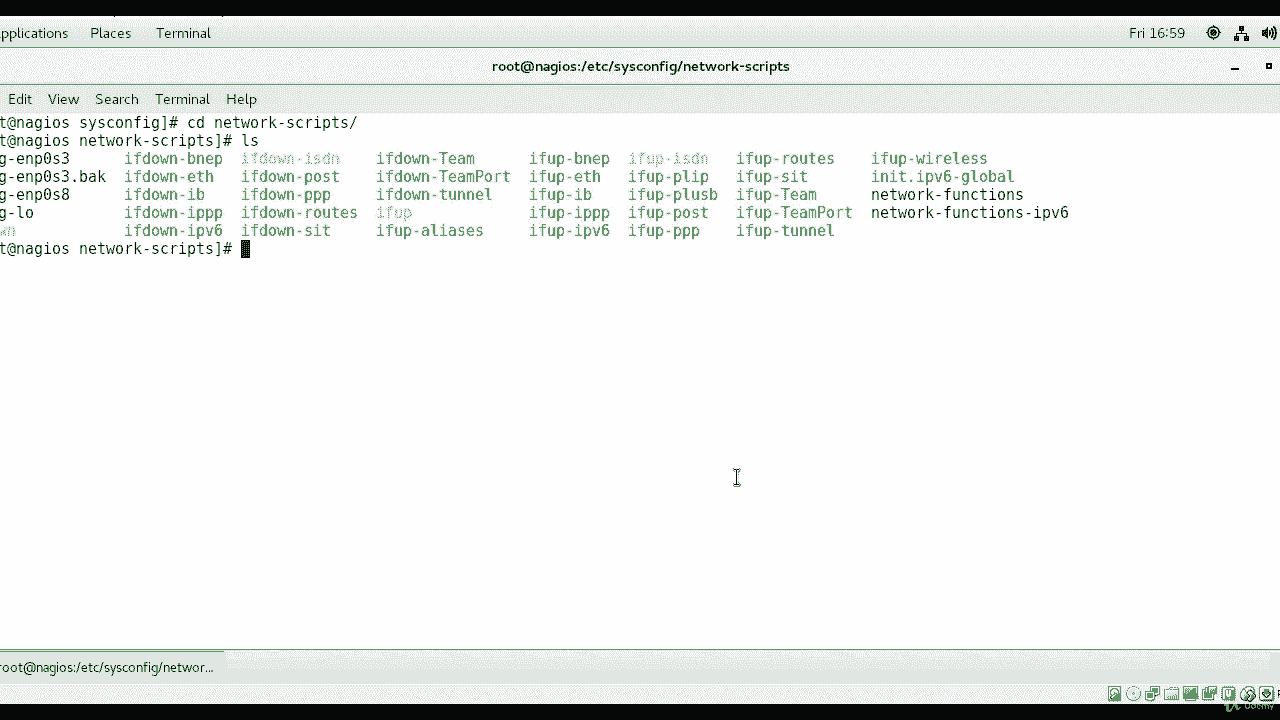 pplications Places Terminal Fri 16:59
root@nagios:/etc/sysconfig/network-scripts
Edit View Search Terminal Help
t@nagios sysconfig]# cd network-scripts/
t@nagios network-scripts]# ls
g-enp0s3 ifdown-bnep ifdown-isdn ifdown-Team ifup-bnep ifup-isdn ifup-routes ifup-wireless
g-enp0s3.bak ifdown-eth ifdown-post ifdown-TeamPort ifup-eth ifup-plip ifup-sit init.ipv6-global
g-enp0s8 ifdown-ib ifdown-ppp ifdown-tunnel ifup-ib ifup-plusb ifup-Team network-functions
g-lo ifdown-ippp ifdown-routes ifup ifup-ippp ifup-post ifup-TeamPort network-functions-ipv6
wn ifdown-ipv6 ifdown-sit ifup-aliases ifup-ipv6 ifup-ppp ifup-tunnel
t@nagios network-scripts]#
root@nagios:/etc/sysconfig/networ...
Udemy